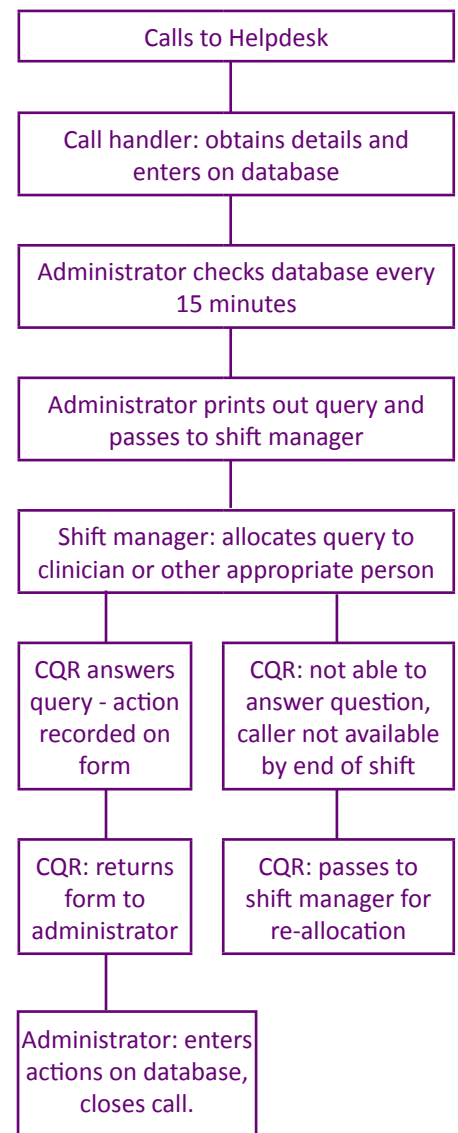 Calls to Helpdesk
Call handler: obtains details and
enters on database
Administrator checks database every
15 minutes
Administrator prints out query and
passes to shift manager
Shift manager: allocates query to
clinician or other appropriate person
CQR answers
query - action
recorded on
form
CQR: not able to
answer question,
caller not available
by end of shift
CQR: returns
form to
administrator
CQR: passes to
shift manager for
re-allocation
Administrator: enters
actions on database,
closes call.